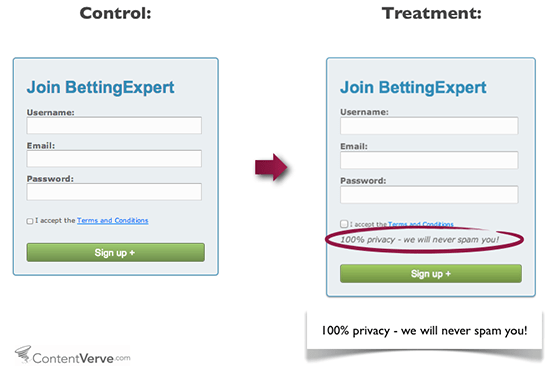 Control:
Join BettingExpert
Username:
Email:
Password:
I accept the Terms and Conditions
Sign up +
Treatment:
Join BettingExpert
Username:
Email:
Password:
I accept the Terms and Conditions
100% privacy - we will never spam you!
Sign up +
100% privacy - we will never spam you!
ContentVerve.com